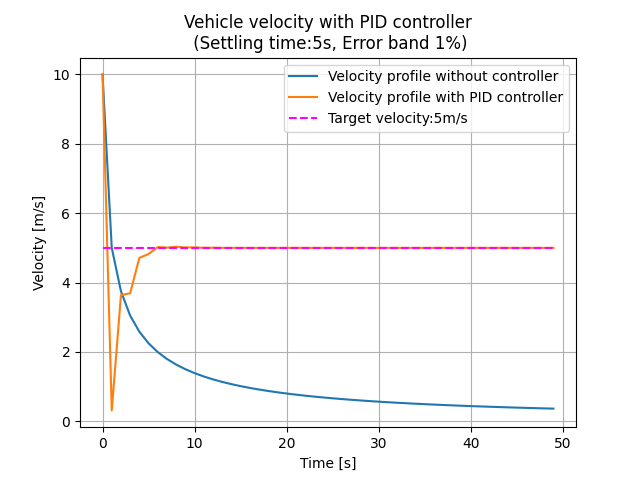 Vehicle velocity with PID controller
(Settling time:5s, Error band 1%)
Velocity profile without controller
Velocity profile with PID controller
Target velocity:5m/s
Velocity [m/s]
10
8
6
4
2
0
0
10
20
30
40
50
Time [s]